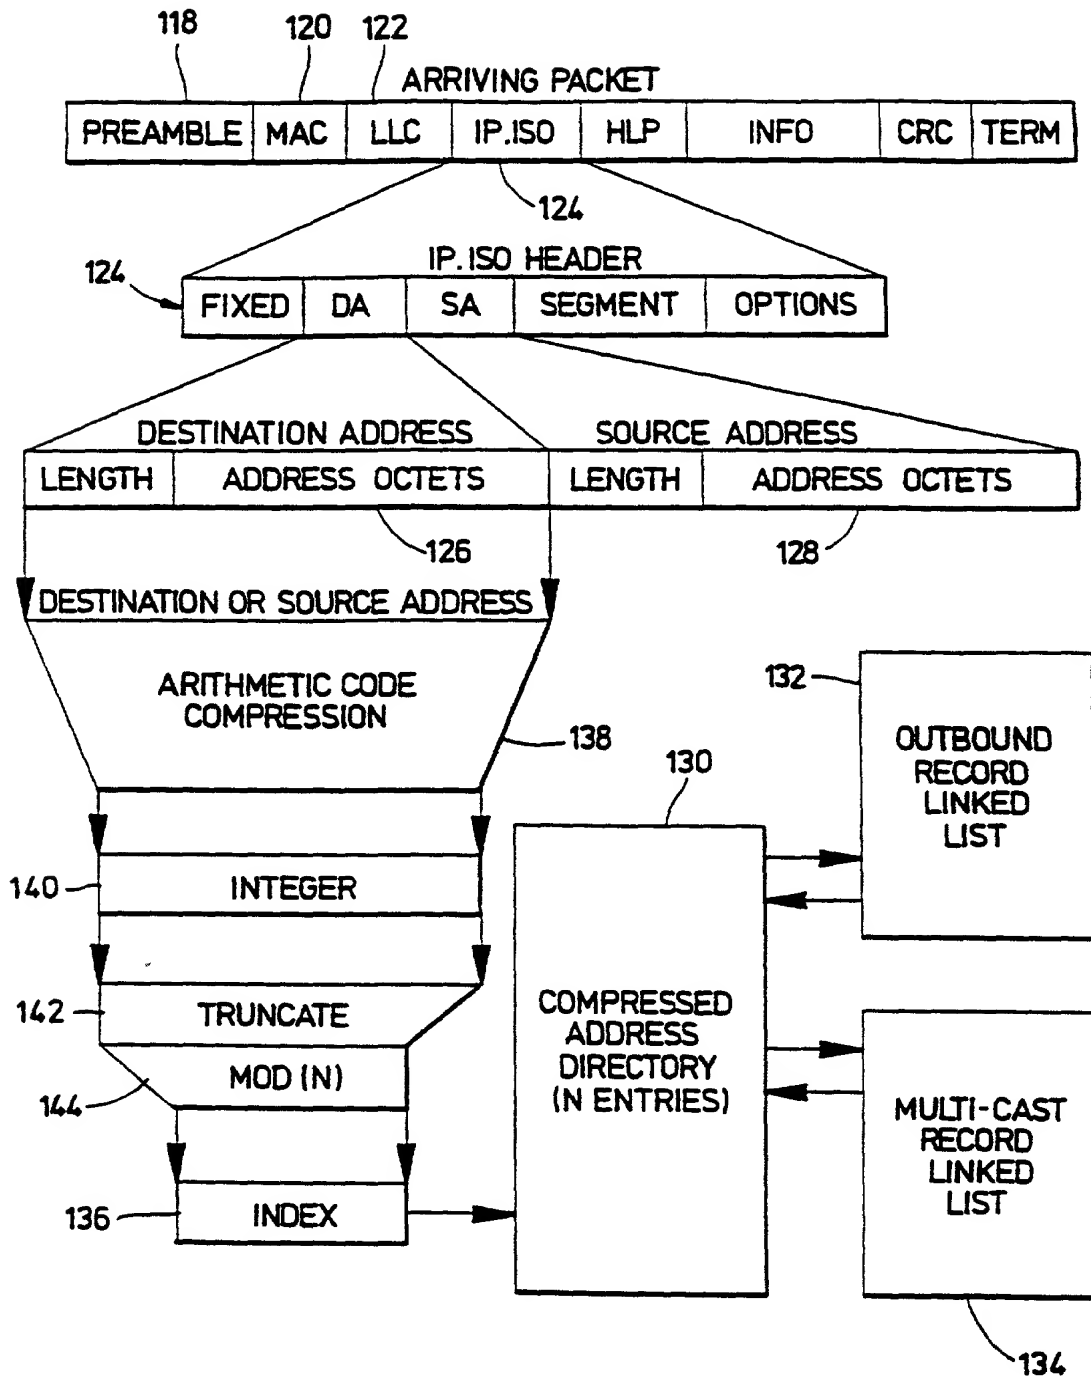 118
120
122
ARRIVING PACKET
PREAMBLE MAC LLC IP.ISO HLP INFO CRC TERM
124
IP.ISO HEADER
124
FIXED DA SA SEGMENT OPTIONS
DESTINATION ADDRESS SOURCE ADDRESS
LENGTH ADDRESS OCTETS LENGTH ADDRESS OCTETS
126
128
DESTINATION OR SOURCE ADDRESS
ARITHMETIC CODE
COMPRESSION
138
140
INTEGER
142
TRUNCATE
144
MOD (N)
136
INDEX
130
COMPRESSED
ADDRESS
DIRECTORY
(N ENTRIES)
132
OUTBOUND
RECORD
LINKED
LIST
MULTI-CAST
RECORD
LINKED
LIST
134